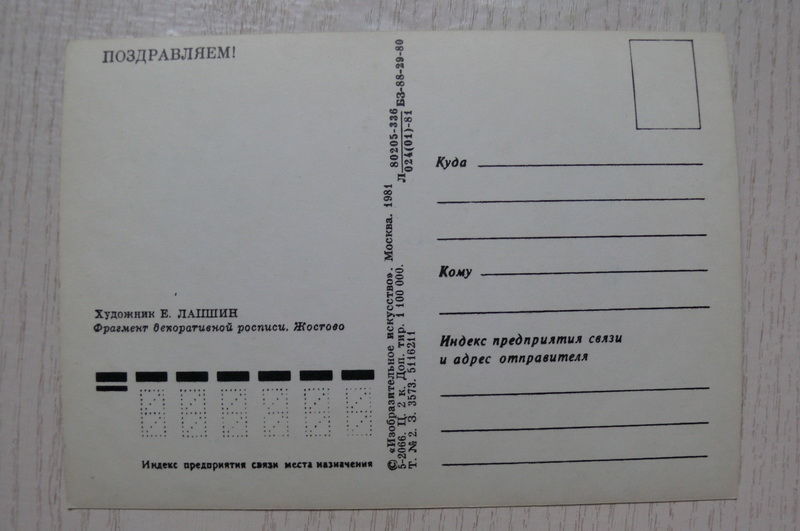 ПОЗДРАВЛЯЕМ!
Художник Е. ЛАПШИН
Фрагмент декоративной росписи. Жостово
Индекс предприятия связи места назначения
© «Изобразительное искусство». Москва. 1981 Л 80205-336 БЗ-88-29-80
024(01)-81
5-2066. Ц. 2 к. Доп. тир. 1 100 000.
Т. № 2. З. 3573. 5116211
Куда
Кому
Индекс предприятия связи
и адрес отправителя